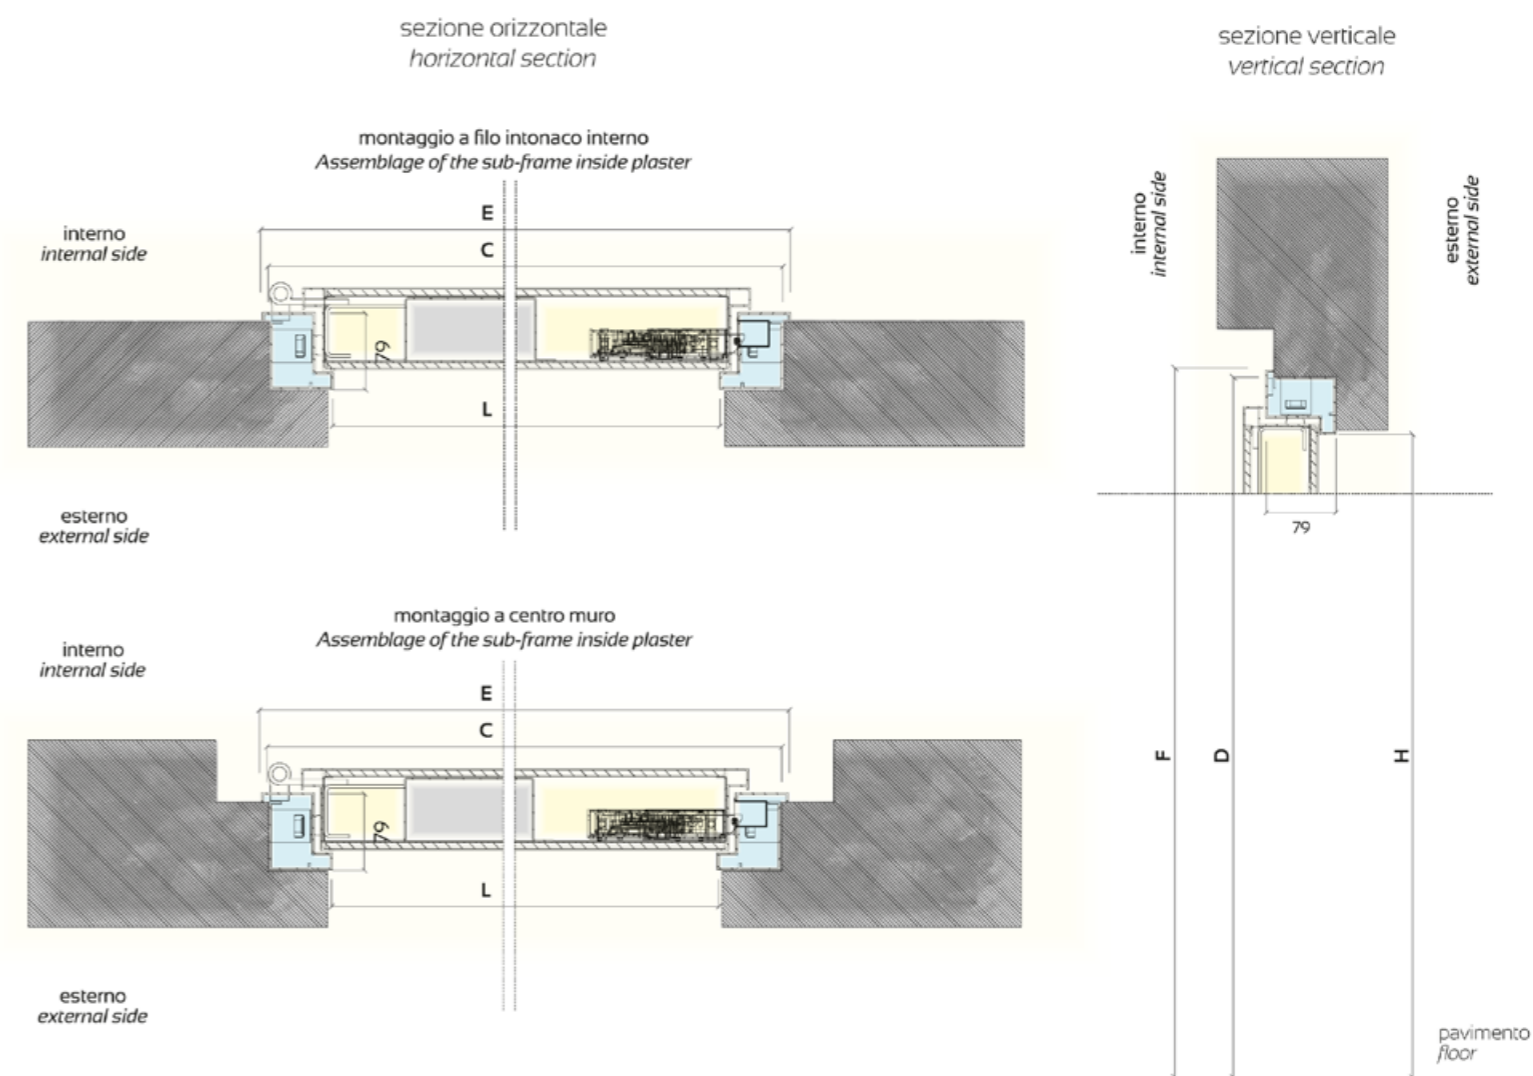 sezione orizzontale
horizontal section
sezione verticale
vertical section
montaggio a filo intonaco interno
Assemblage of the sub-frame inside plaster
interno
internal side
E
C
79
L
esterno
external side
interno
internal side
esterno
external side
79
F
D
H
pavimento
floor
montaggio a centro muro
Assemblage of the sub-frame inside plaster
interno
internal side
E
C
79
L
esterno
external side